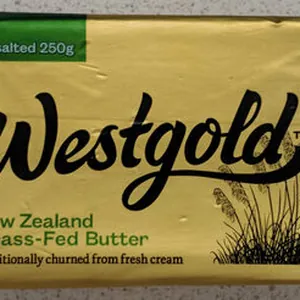 salted 250g
Westgold
w Zealand
ass-Fed Butter
itionally churned from fresh cream